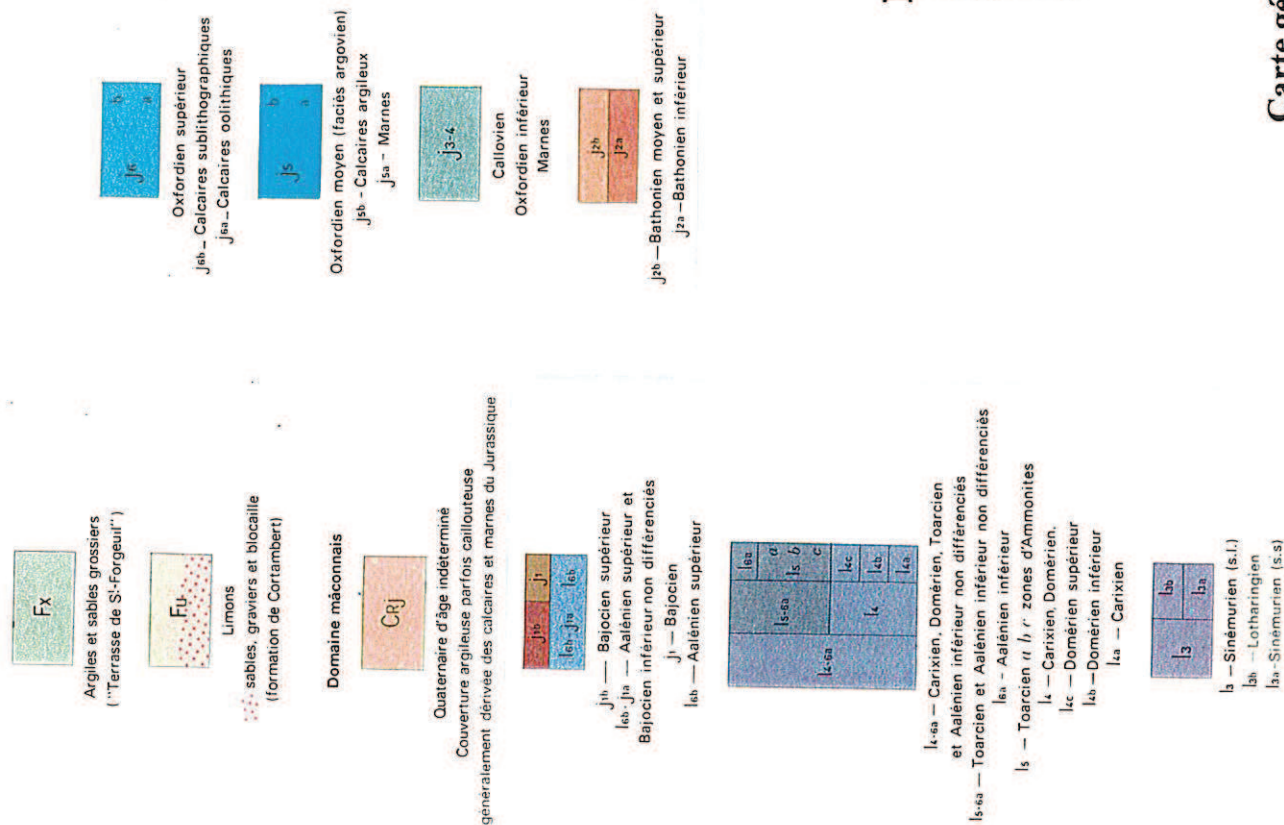 Fx
Argiles et sables grossiers
("Terrasse de St-Forgeuil")
Fu
Limons
sables, graviers et blocaille
(formation de Cortambert)
Domaine mâconnais
CRj
Quaternaire d'âge indéterminé
Couverture argileuse parfois caillouteuse
généralement dérivée des calcaires et marnes du Jurassique
j1b j1
l6b-j1a l6b
j1b — Bajocien supérieur
l6b-j1a — Aalénien supérieur et
Bajocien inférieur non différenciés
j1 — Bajocien
l6b — Aalénien supérieur
l4-6a l5-6a l6a
l5 a b c
l4 l4c
l4b
l4a
l4-6a — Carixien, Domérien, Toarcien
et Aalénien inférieur non différenciés
l5-6a — Toarcien et Aalénien inférieur non différenciés
l6a - Aalénien inférieur
l5 — Toarcien a b c zones d'Ammonites
l4 - Carixien, Domérien.
l4c — Domérien supérieur
l4b — Domérien inférieur
l4a — Carixien
l3 l3b
l3a
l3 — Sinémurien (s.l.)
l3b — Lotharingien
l3a - Sinémurien (s.s)
j6 b a
Oxfordien supérieur
j6b — Calcaires sublithographiques
j6a — Calcaires oolithiques
j5 b a
Oxfordien moyen (faciès argovien)
j5b - Calcaires argileux
j5a — Marnes
j3-4
Callovien
Oxfordien inférieur
Marnes
j2b
j2a
j2b — Bathonien moyen et supérieur
j2a — Bathonien inférieur
Carte gé